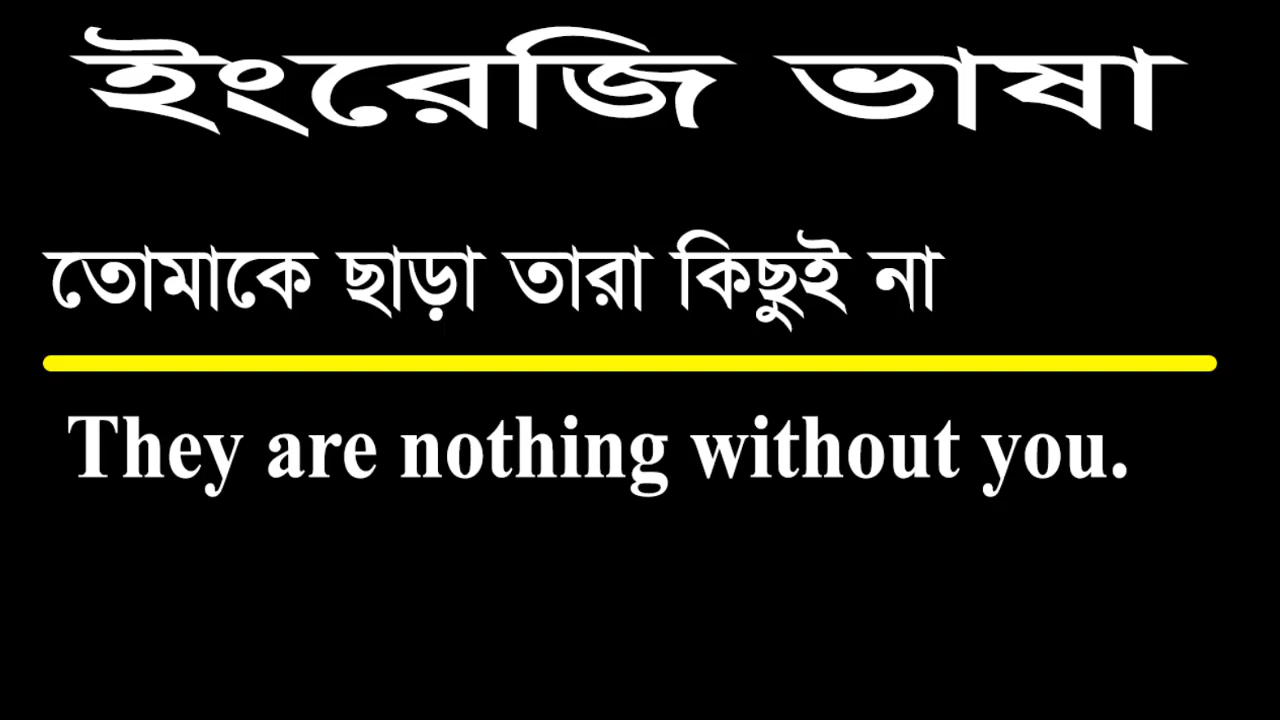 ইংরেজি ভাষা
তোমাকে ছাড়া তারা কিছুই না
They are nothing without you.